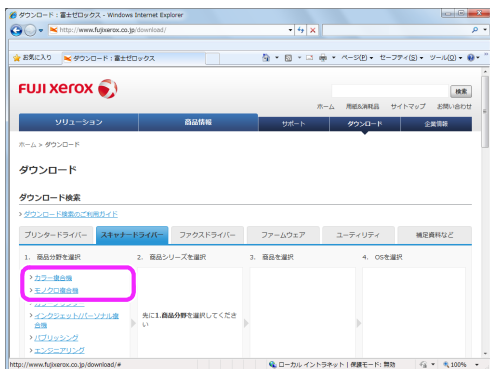 ダウンロード：富士ゼロックス - Windows Internet Explorer
http://www.fujixerox.co.jp/download/
お気に入り ダウンロード：富士ゼロックス ページ(P) セーフティ(S) ツール(O)
FUJI XEROX
検索
ホーム 用紙&消耗品 サイトマップ お問い合わせ
ソリューション 商品情報 サポート ダウンロード 企業情報
ホーム > ダウンロード
ダウンロード
ダウンロード検索
> ダウンロード検索のご利用ガイド
プリンタードライバー スキャナードライバー ファクスドライバー ファームウェア ユーティリティ 補足資料など
1. 商品分野を選択 2. 商品シリーズを選択 3. 商品を選択 4. OSを選択
> カラー複合機
> モノクロ複合機
> インクジェット/パーソナル複合機
先に1.商品分野を選択してください
> パブリッシング
> エンジニアリング
http://www.fujixerox.co.jp/download/# ローカル イントラネット | 保護モード: 無効 100%